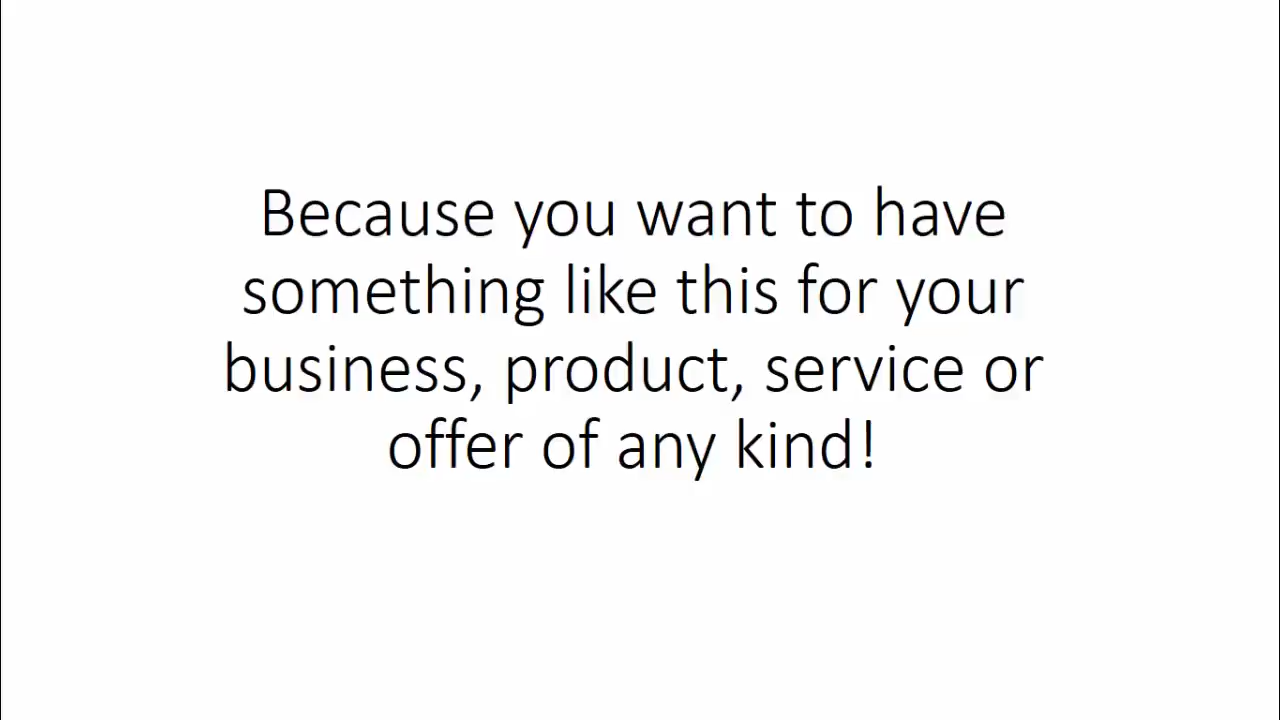 Because you want to have
something like this for your
business, product, service or
offer of any kind!